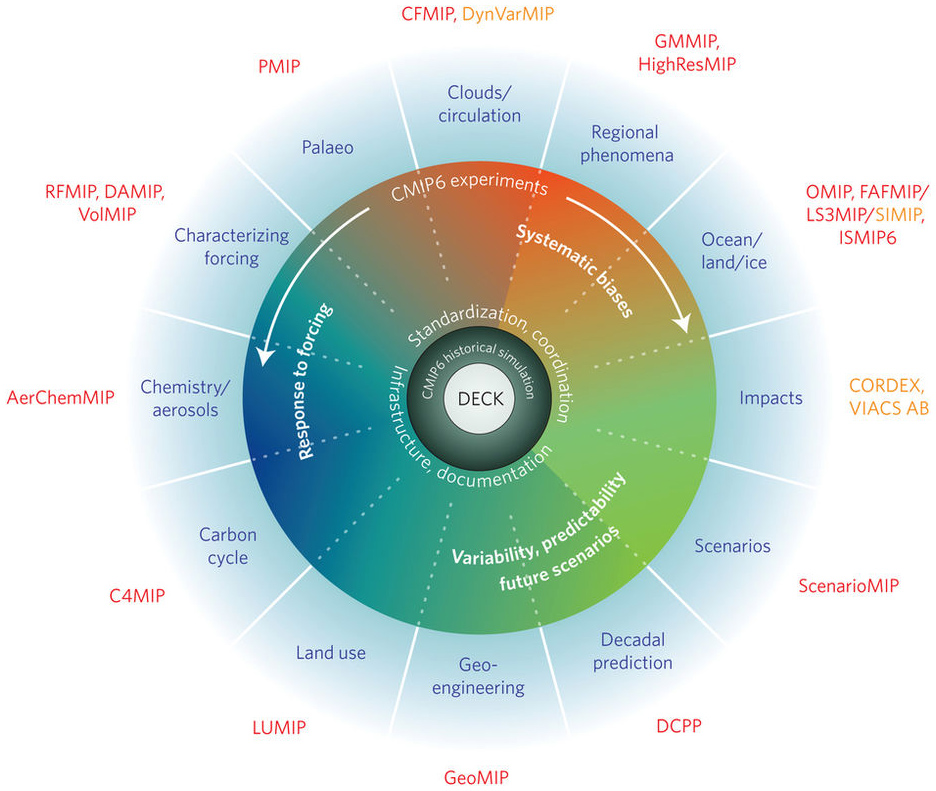 CFMIP, DynVarMIP
GMMIP,
HighResMIP
PMIP
Clouds/
circulation
Regional
phenomena
Palaeo
RFMIP, DAMIP,
VolMIP
OMIP, FAFMIP/
LS3MIP/SIMIP,
ISMIP6
Characterizing
forcing
Ocean/
land/ice
CMIP6 experiments
Systematic biases
Response to forcing
Standardization, coordination
Infrastructure, documentation
CMIP6 historical simulation
DECK
AerChemMIP
Chemistry/
aerosols
Impacts
CORDEX,
VIACS AB
Variability, predictability
future scenarios
Carbon
cycle
Scenarios
C4MIP
ScenarioMIP
Land use
Geo-
engineering
Decadal
prediction
LUMIP
DCPP
GeoMIP